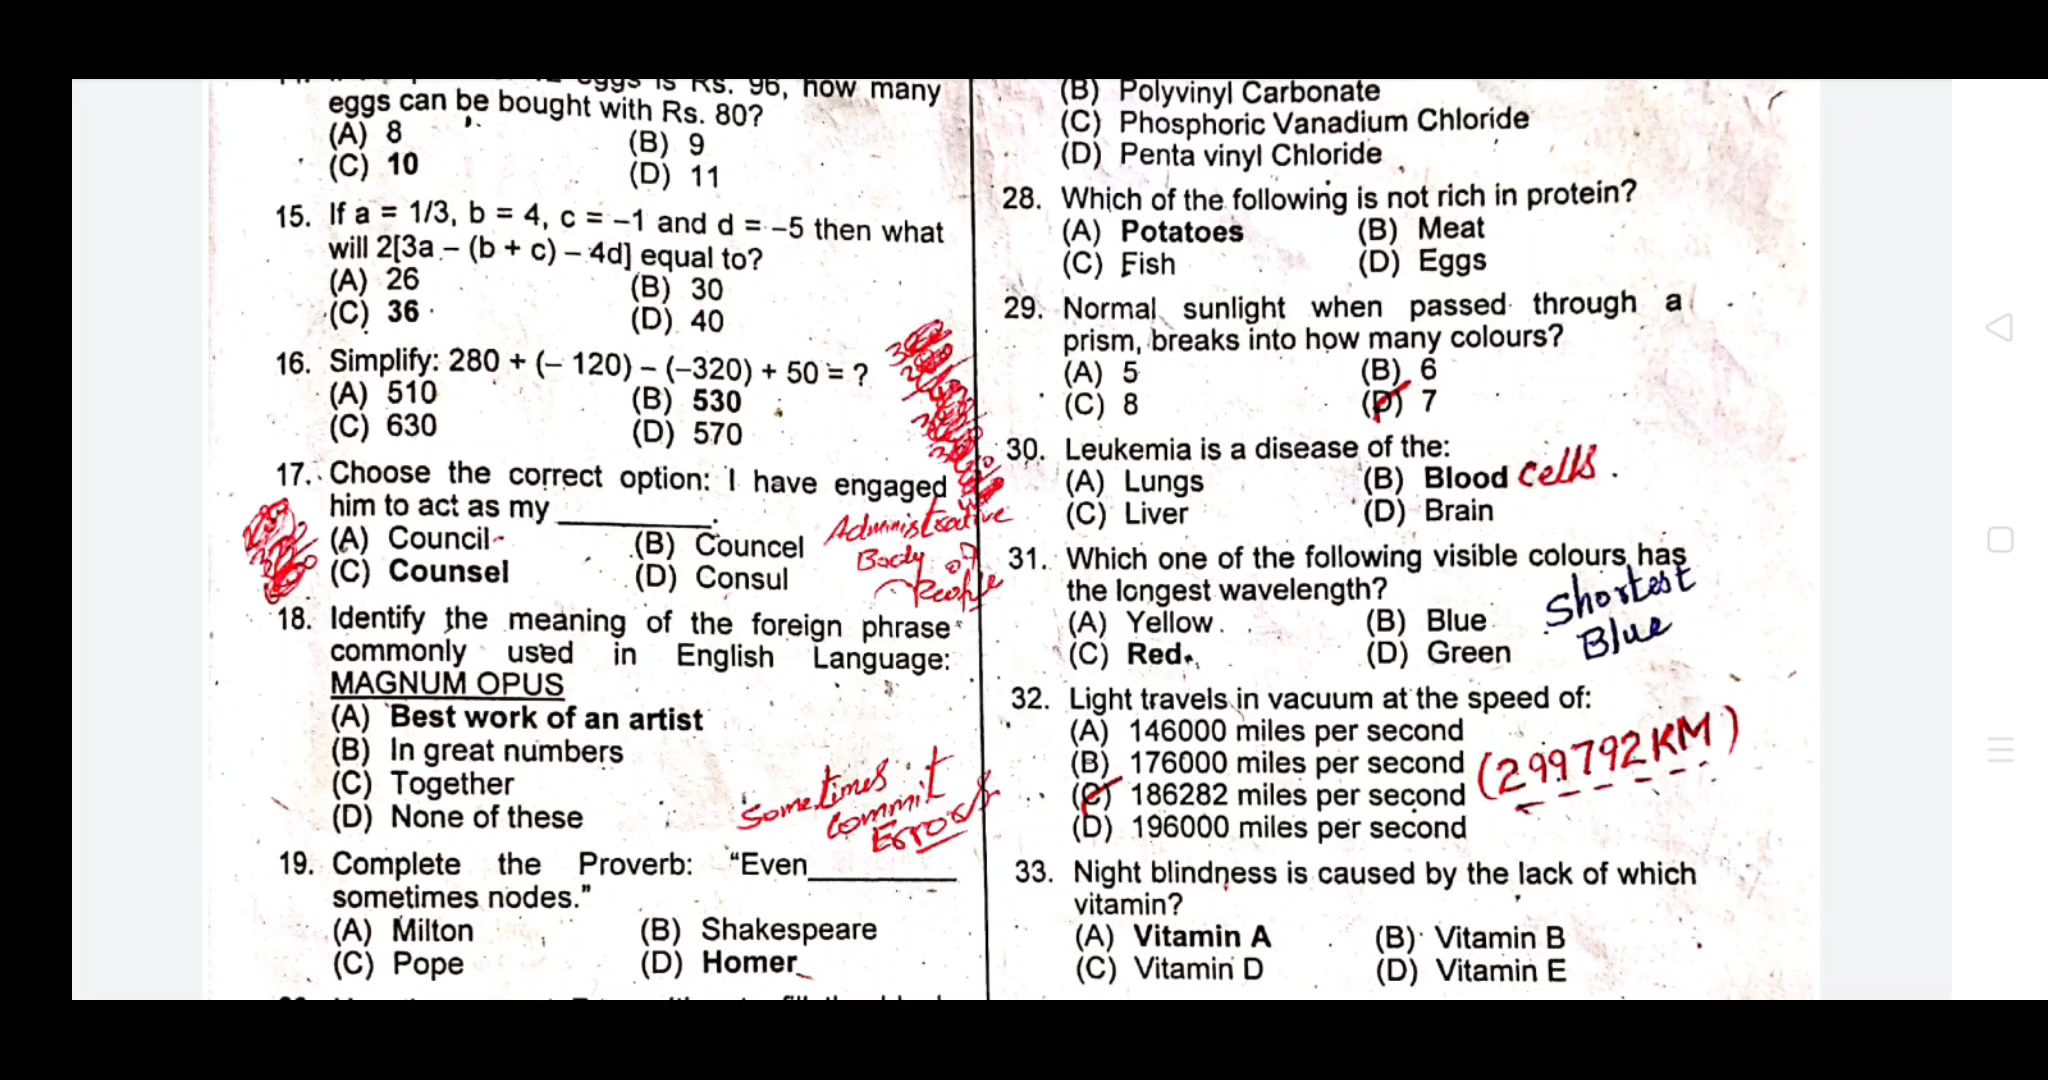 eggs is Rs. 96, how many
eggs can be bought with Rs. 80?
(A) 8 (B) 9
(C) 10 (D) 11
15. If a = 1/3, b = 4, c = –1 and d = –5 then what
will 2[3a – (b + c) – 4d] equal to?
(A) 26 (B) 30
(C) 36 (D) 40
16. Simplify: 280 + (– 120) – (–320) + 50 = ?
(A) 510 (B) 530
(C) 630 (D) 570
17. Choose the correct option: I have engaged
him to act as my ________.
(A) Council (B) Councel
(C) Counsel (D) Consul
Administrative
Body of
People
18. Identify the meaning of the foreign phrase
commonly used in English Language:
MAGNUM OPUS
(A) Best work of an artist
(B) In great numbers
(C) Together
(D) None of these
Sometimes
commit
Errors
19. Complete the Proverb: “Even________
sometimes nodes.”
(A) Milton (B) Shakespeare
(C) Pope (D) Homer
(B) Polyvinyl Carbonate
(C) Phosphoric Vanadium Chloride
(D) Penta vinyl Chloride
28. Which of the following is not rich in protein?
(A) Potatoes (B) Meat
(C) Fish (D) Eggs
29. Normal sunlight when passed through a
prism, breaks into how many colours?
(A) 5 (B) 6
(C) 8 (D) 7
30. Leukemia is a disease of the:
(A) Lungs (B) Blood cells.
(C) Liver (D) Brain
31. Which one of the following visible colours has
the longest wavelength?
(A) Yellow (B) Blue
(C) Red (D) Green
Shortest
Blue
32. Light travels in vacuum at the speed of:
(A) 146000 miles per second
(B) 176000 miles per second
(C) 186282 miles per second (299792 KM)
(D) 196000 miles per second
33. Night blindness is caused by the lack of which
vitamin?
(A) Vitamin A (B) Vitamin B
(C) Vitamin D (D) Vitamin E